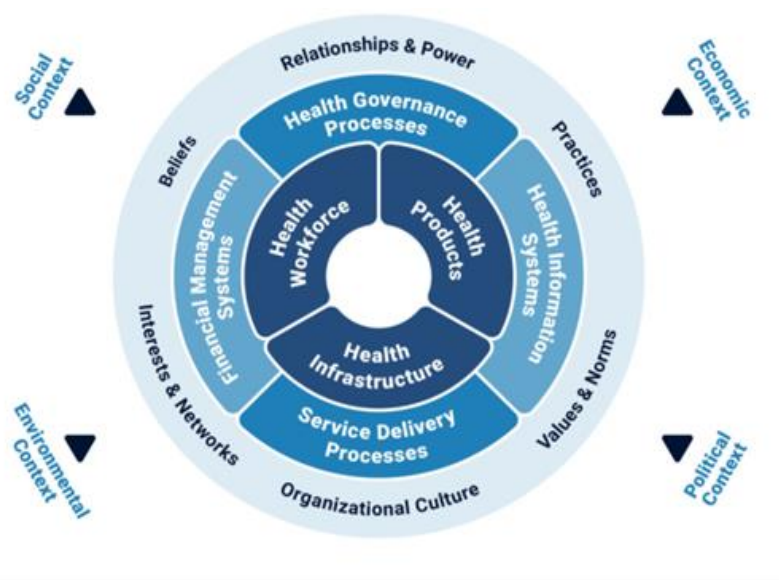 Relationships & Power
Social
Context
Economic
Context
Health Governance
Processes
Beliefs
Practices
Financial Management
Systems
Health
Workforce
Health
Products
Health Information
Systems
Health
Infrastructure
Interests & Networks
Values & Norms
Service Delivery
Processes
Environmental
Context
Political
Context
Organizational Culture